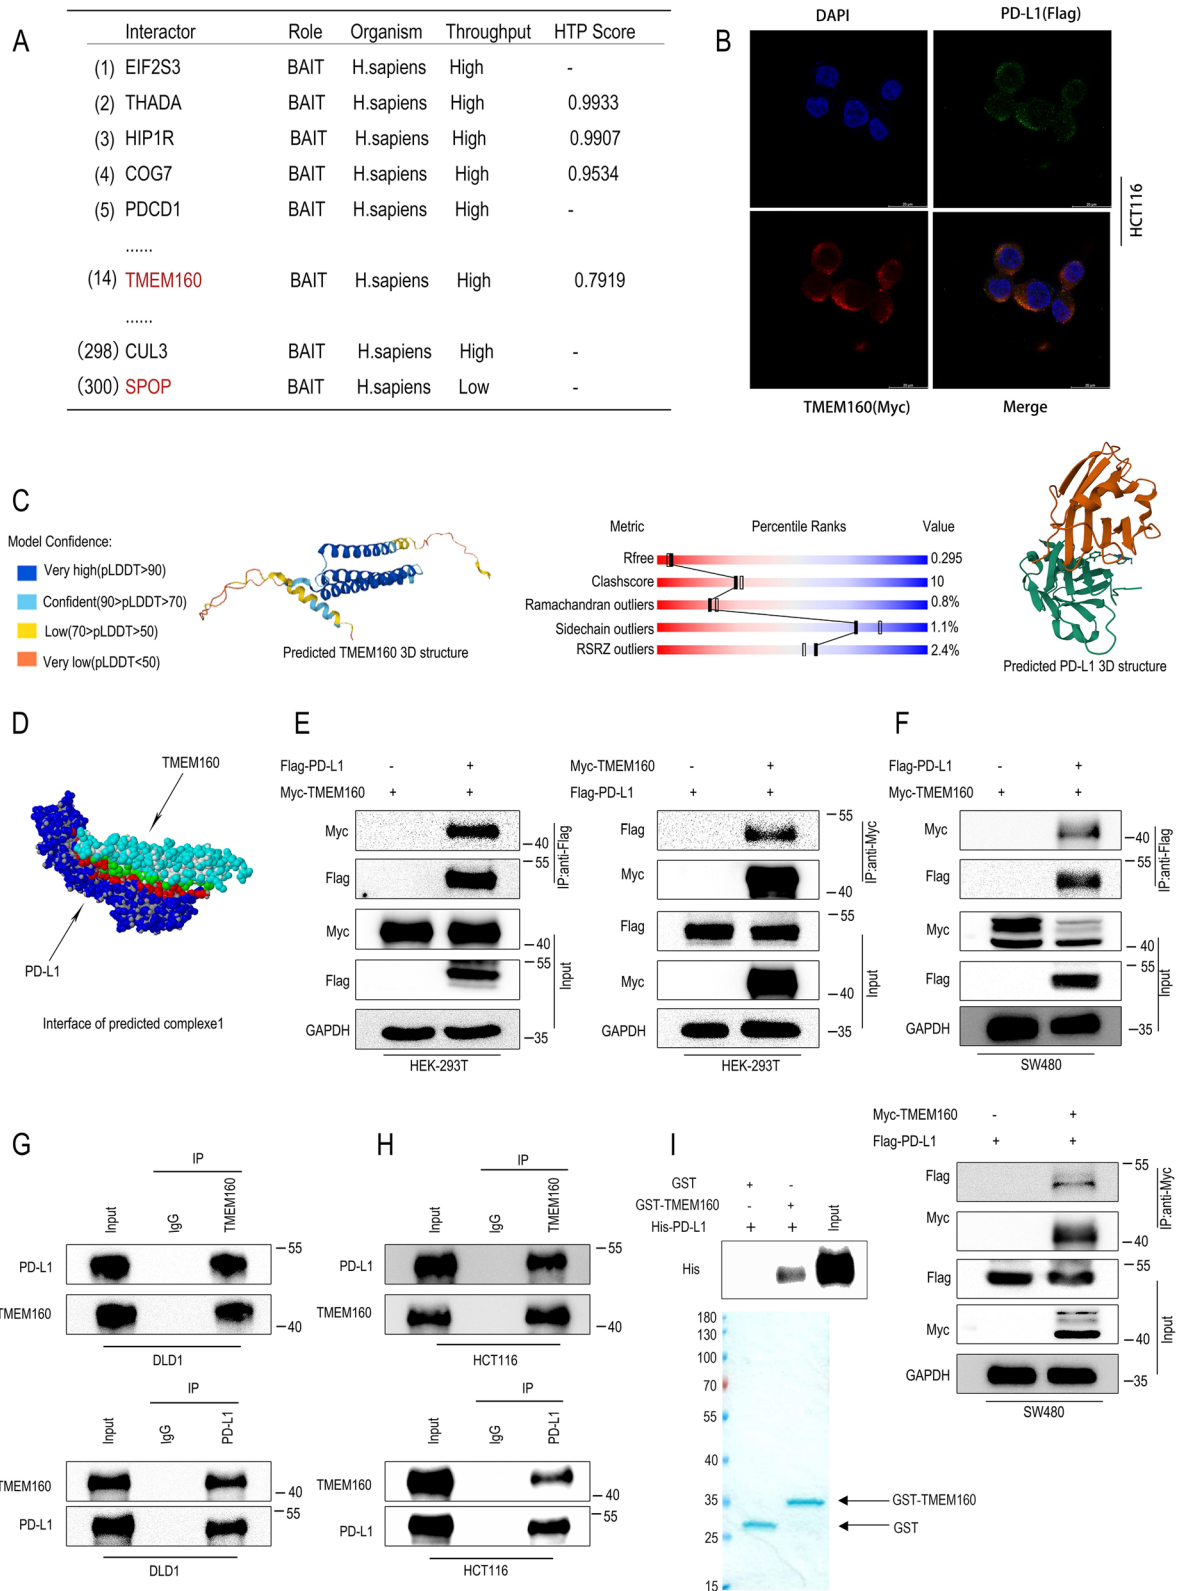 A
Interactor Role Organism Throughput HTP Score
(1) EIF2S3 BAIT H.sapiens High -
(2) THADA BAIT H.sapiens High 0.9933
(3) HIP1R BAIT H.sapiens High 0.9907
(4) COG7 BAIT H.sapiens High 0.9534
(5) PDCD1 BAIT H.sapiens High -
......
(14) TMEM160 BAIT H.sapiens High 0.7919
......
(298) CUL3 BAIT H.sapiens High -
(300) SPOP BAIT H.sapiens Low -
B
DAPI PD-L1(Flag)
HCT116
TMEM160(Myc) Merge
C
Model Confidence:
Very high(pLDDT>90)
Confident(90>pLDDT>70)
Low(70>pLDDT>50)
Very low(pLDDT<50)
Predicted TMEM160 3D structure
Metric Percentile Ranks Value
Rfree 0.295
Clashscore 10
Ramachandran outliers 0.8%
Sidechain outliers 1.1%
RSRZ outliers 2.4%
Predicted PD-L1 3D structure
D
TMEM160
PD-L1
Interface of predicted complexe1
E
Flag-PD-L1 - +
Myc-TMEM160 + +
Myc
40
55
Flag
IP:anti-Flag
Myc
40
55
Flag
Input
GAPDH
35
HEK-293T
Myc-TMEM160 - +
Flag-PD-L1 + +
55
Flag
Myc
40
IP:anti-Myc
55
Flag
Myc
40
Input
GAPDH
35
HEK-293T
F
Flag-PD-L1 - +
Myc-TMEM160 + +
Myc
40
55
Flag
IP:anti-Flag
Myc
40
55
Flag
Input
GAPDH
35
SW480
Myc-TMEM160 - +
Flag-PD-L1 + +
55
Flag
Myc
40
IP:anti-Myc
55
Flag
Myc
40
Input
GAPDH
35
SW480
G
IP
Input IgG TMEM160
PD-L1
55
TMEM160
40
DLD1
IP
Input IgG PD-L1
TMEM160
40
55
PD-L1
DLD1
H
IP
Input IgG TMEM160
PD-L1
55
TMEM160
40
HCT116
IP
Input IgG PD-L1
TMEM160
40
55
PD-L1
HCT116
I
GST + -
GST-TMEM160 - +
His-PD-L1 + +
Input
His
180
130
100
70
55
40
35
25
15
GST-TMEM160
GST